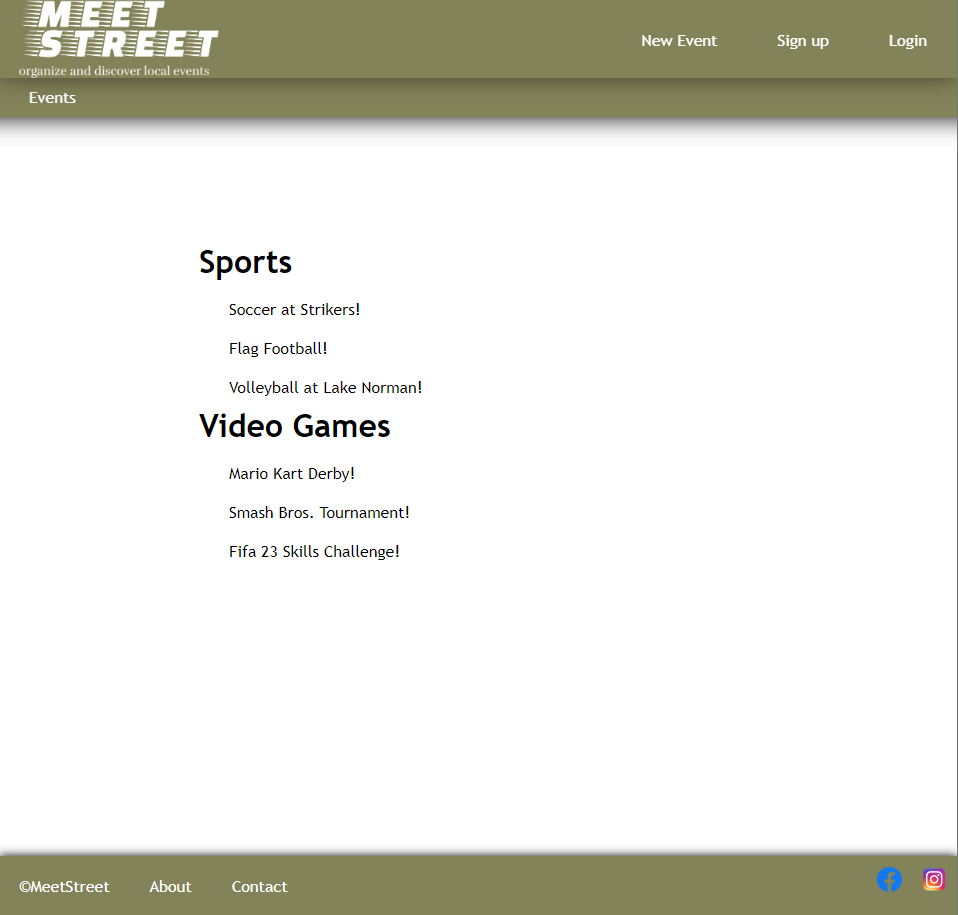 MEET
STREET
organize and discover local events
New Event Sign up Login
Events
Sports
Soccer at Strikers!
Flag Football!
Volleyball at Lake Norman!
Video Games
Mario Kart Derby!
Smash Bros. Tournament!
Fifa 23 Skills Challenge!
©MeetStreet About Contact